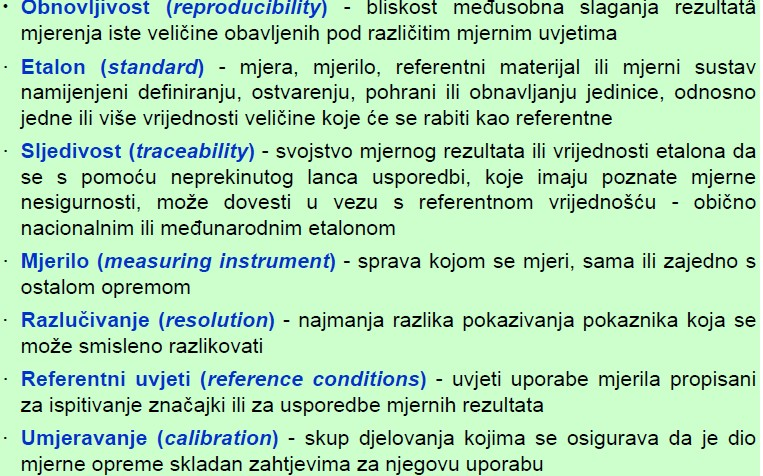 · Obnovljivost (reproducibility) - bliskost međusobna slaganja rezultatâ
mjerenja iste veličine obavljenih pod različitim mjernim uvjetima
· Etalon (standard) - mjera, mjerilo, referentni materijal ili mjerni sustav
namijenjeni definiranju, ostvarenju, pohrani ili obnavljanju jedinice, odnosno
jedne ili više vrijednosti veličine koje će se rabiti kao referentne
· Sljedivost (traceability) - svojstvo mjernog rezultata ili vrijednosti etalona da
se s pomoću neprekinutog lanca usporedbi, koje imaju poznate mjerne
nesigurnosti, može dovesti u vezu s referentnom vrijednošću - obično
nacionalnim ili međunarodnim etalonom
· Mjerilo (measuring instrument) - sprava kojom se mjeri, sama ili zajedno s
ostalom opremom
· Razlučivanje (resolution) - najmanja razlika pokazivanja pokaznika koja se
može smisleno razlikovati
· Referentni uvjeti (reference conditions) - uvjeti uporabe mjerila propisani
za ispitivanje značajki ili za usporedbe mjernih rezultata
· Umjeravanje (calibration) - skup djelovanja kojima se osigurava da je dio
mjerne opreme skladan zahtjevima za njegovu uporabu